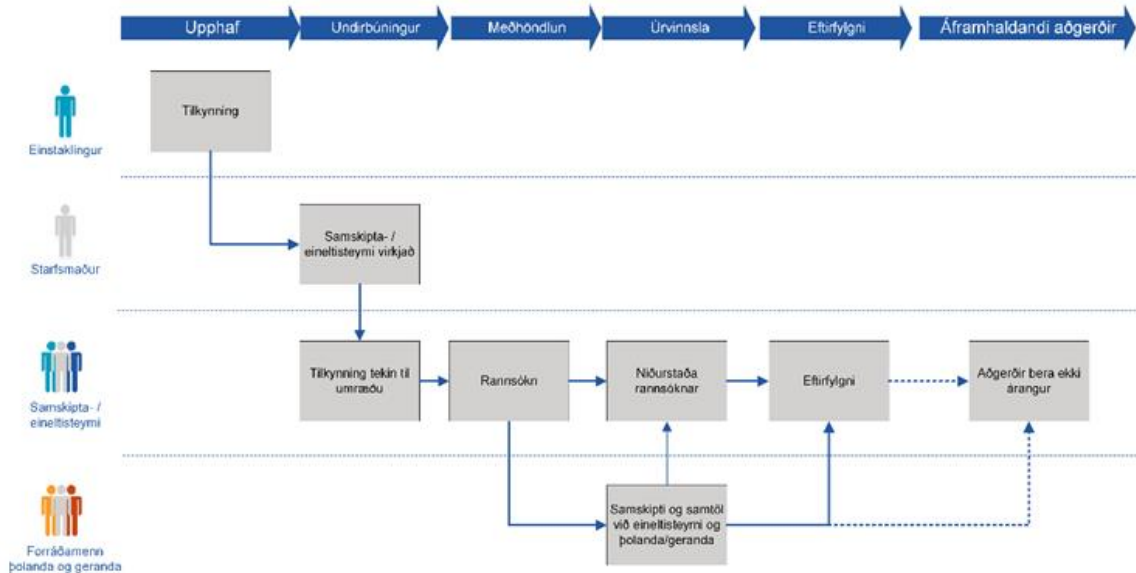 Upphaf
Undirbúningur
Meðhöndlun
Úrvinnsla
Eftirfylgni
Áframhaldandi aðgerðir
Einstaklingur
Tilkynning
Starfsmaður
Samskipta- /
eineltisteymi virkjað
Samskipta- /
eineltisteymi
Tilkynning tekin til
umræðu
Rannsókn
Niðurstaða
rannsóknar
Eftirfylgni
Aðgerðir bera ekki
árangur
Forráðamenn
þolanda og geranda
Samskipti og samtöl
við eineltisteymi og
þolanda/geranda